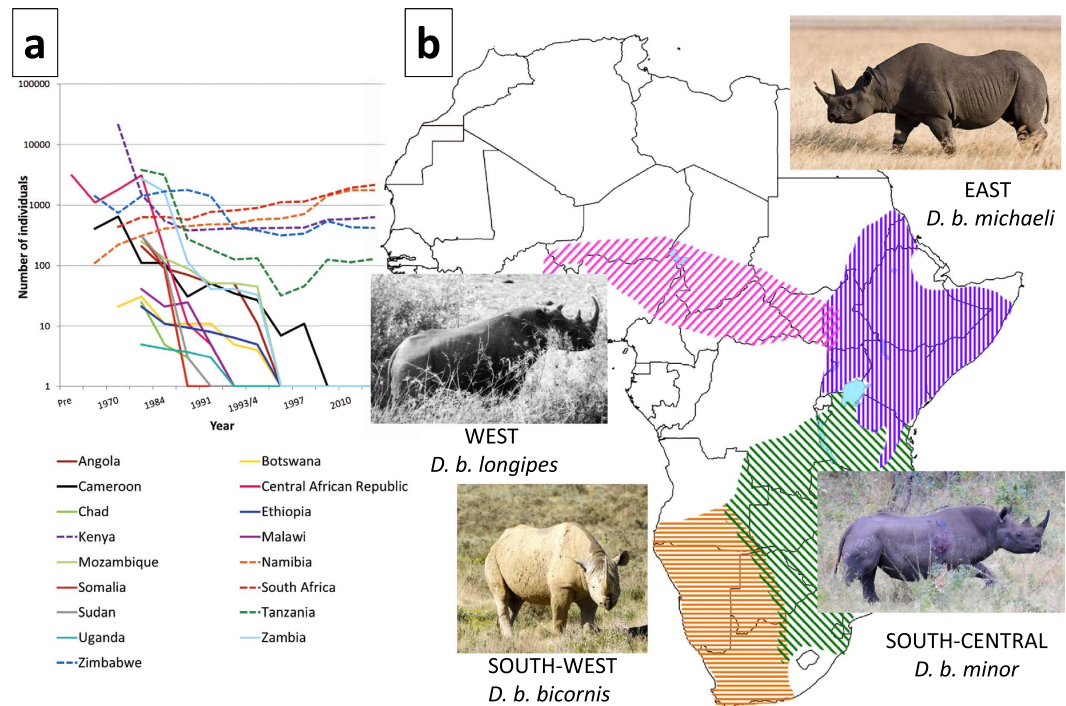 a
b
100000
10000
1000
100
10
1
Number of individuals
Pre
1970
1984
1991
1993/4
1997
2010
Year
Angola
Botswana
Cameroon
Central African Republic
Chad
Ethiopia
Kenya
Malawi
Mozambique
Namibia
Somalia
South Africa
Sudan
Tanzania
Uganda
Zambia
Zimbabwe
EAST
D. b. michaeli
WEST
D. b. longipes
SOUTH-WEST
D. b. bicornis
SOUTH-CENTRAL
D. b. minor